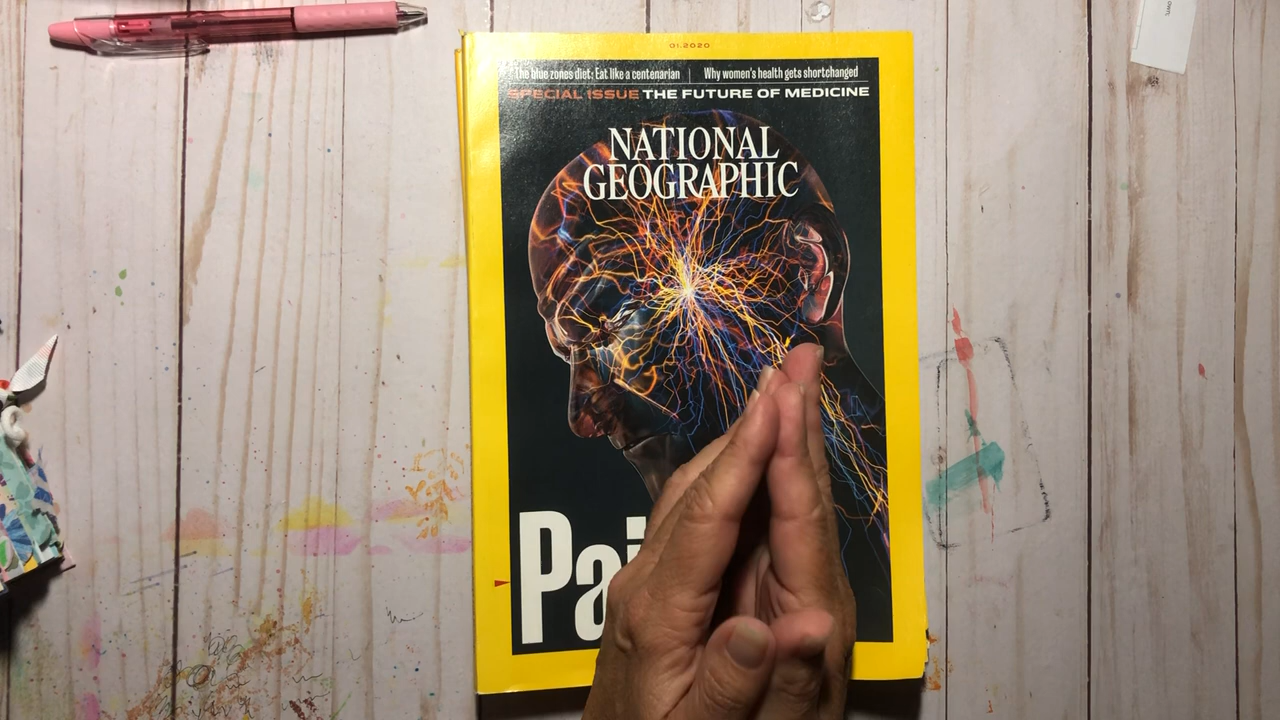 01.2020
The blue zones diet: Eat like a centenarian | Why women's health gets shortchanged
SPECIAL ISSUE THE FUTURE OF MEDICINE
NATIONAL
GEOGRAPHIC
Pai